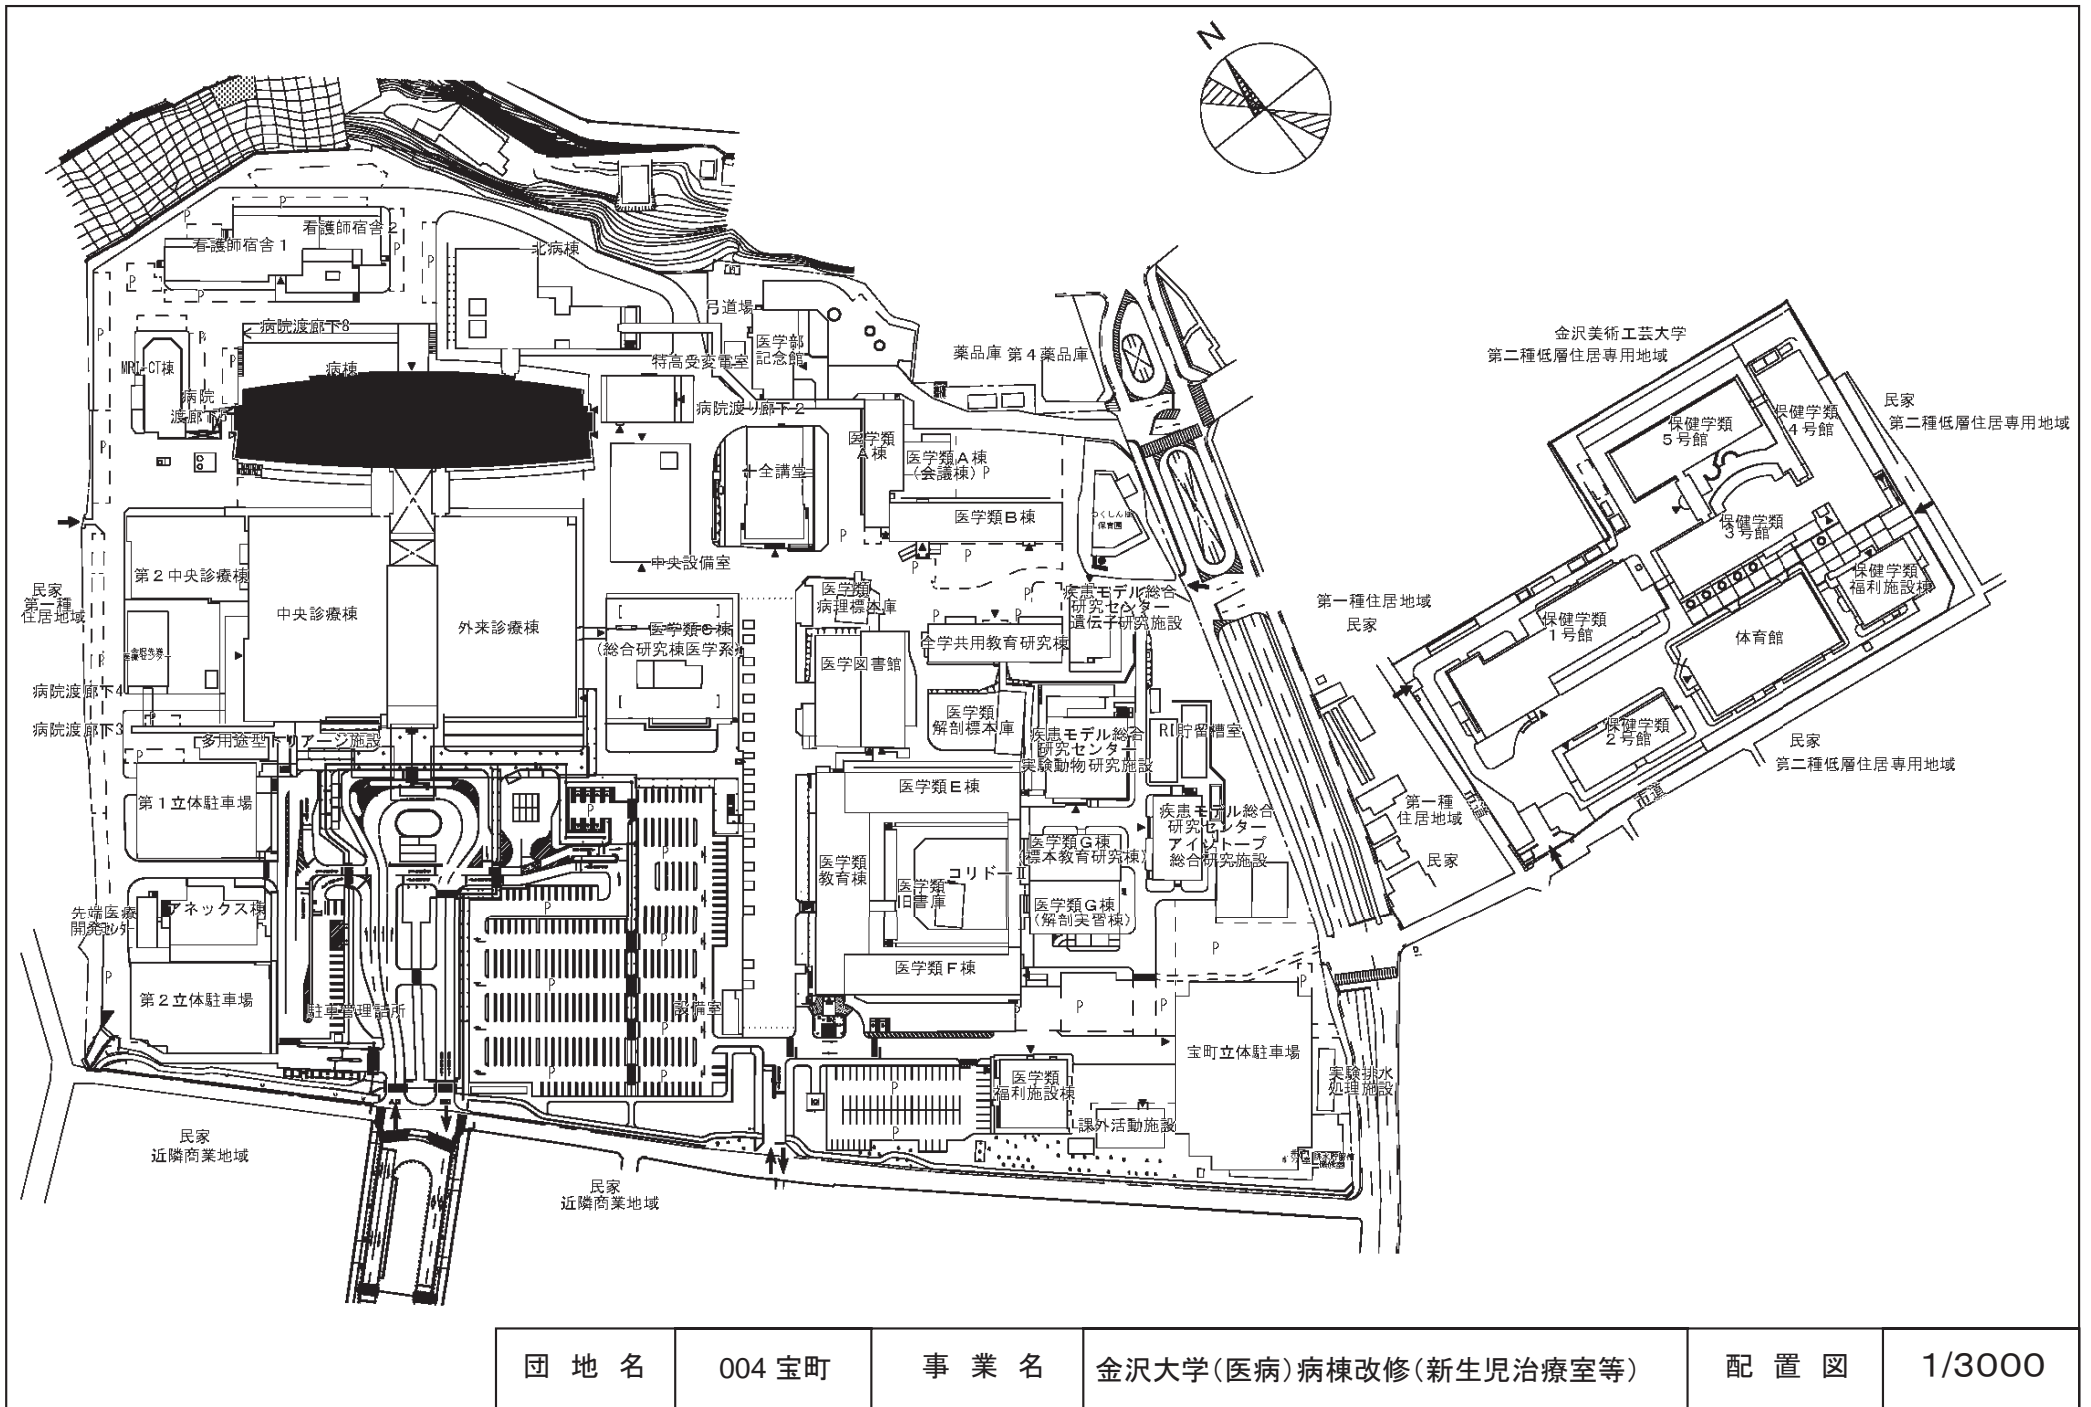 N
看護師宿舎1
看護師宿舎2
北病棟
弓道場
医学部
記念館
病院渡廊下8
特高受変電室
薬品庫
第4薬品庫
MRI-CT棟
病棟
病院
病院渡り廊下2
医学類
A棟
医学類A棟
(会議棟)
P
十全講堂
医学類B棟
つくしんぼ
保育園
中央設備室
民家
第一種
住居地域
第2中央診療棟
中央診療棟
外来診療棟
医学類C棟
(総合研究棟医学系)
医学類
病理標本庫
医学図書館
全学共用教育研究棟
疾患モデル総合
研究センター
遺伝子研究施設
病院渡廊下4
病院渡廊下3
多用途型トリアージ施設
医学類
解剖標本庫
疾患モデル総合
研究センター
実験動物研究施設
RI貯留槽室
第1立体駐車場
医学類E棟
医学類
教育棟
コリドーⅡ
医学類
旧書庫
医学類G棟
(標本教育研究棟)
医学類G棟
(解剖実習棟)
疾患モデル総合
研究センター
アイソトープ
総合研究施設
先端医療
開発センター
アネックス棟
医学類F棟
第2立体駐車場
駐車管理詰所
設備室
宝町立体駐車場
実験排水
処理施設
医学類
福利施設棟
課外活動施設
民家
近隣商業地域
民家
近隣商業地域
金沢美術工芸大学
第二種低層住居専用地域
民家
第二種低層住居専用地域
保健学類
5号館
保健学類
4号館
保健学類
3号館
保健学類
福利施設棟
第一種住居地域
民家
保健学類
1号館
体育館
保健学類
2号館
民家
第二種低層住居専用地域
市道
市道
第一種
住居地域
民家
団地名
004 宝町
事業名
金沢大学(医病)病棟改修(新生児治療室等)
配置図
1/3000